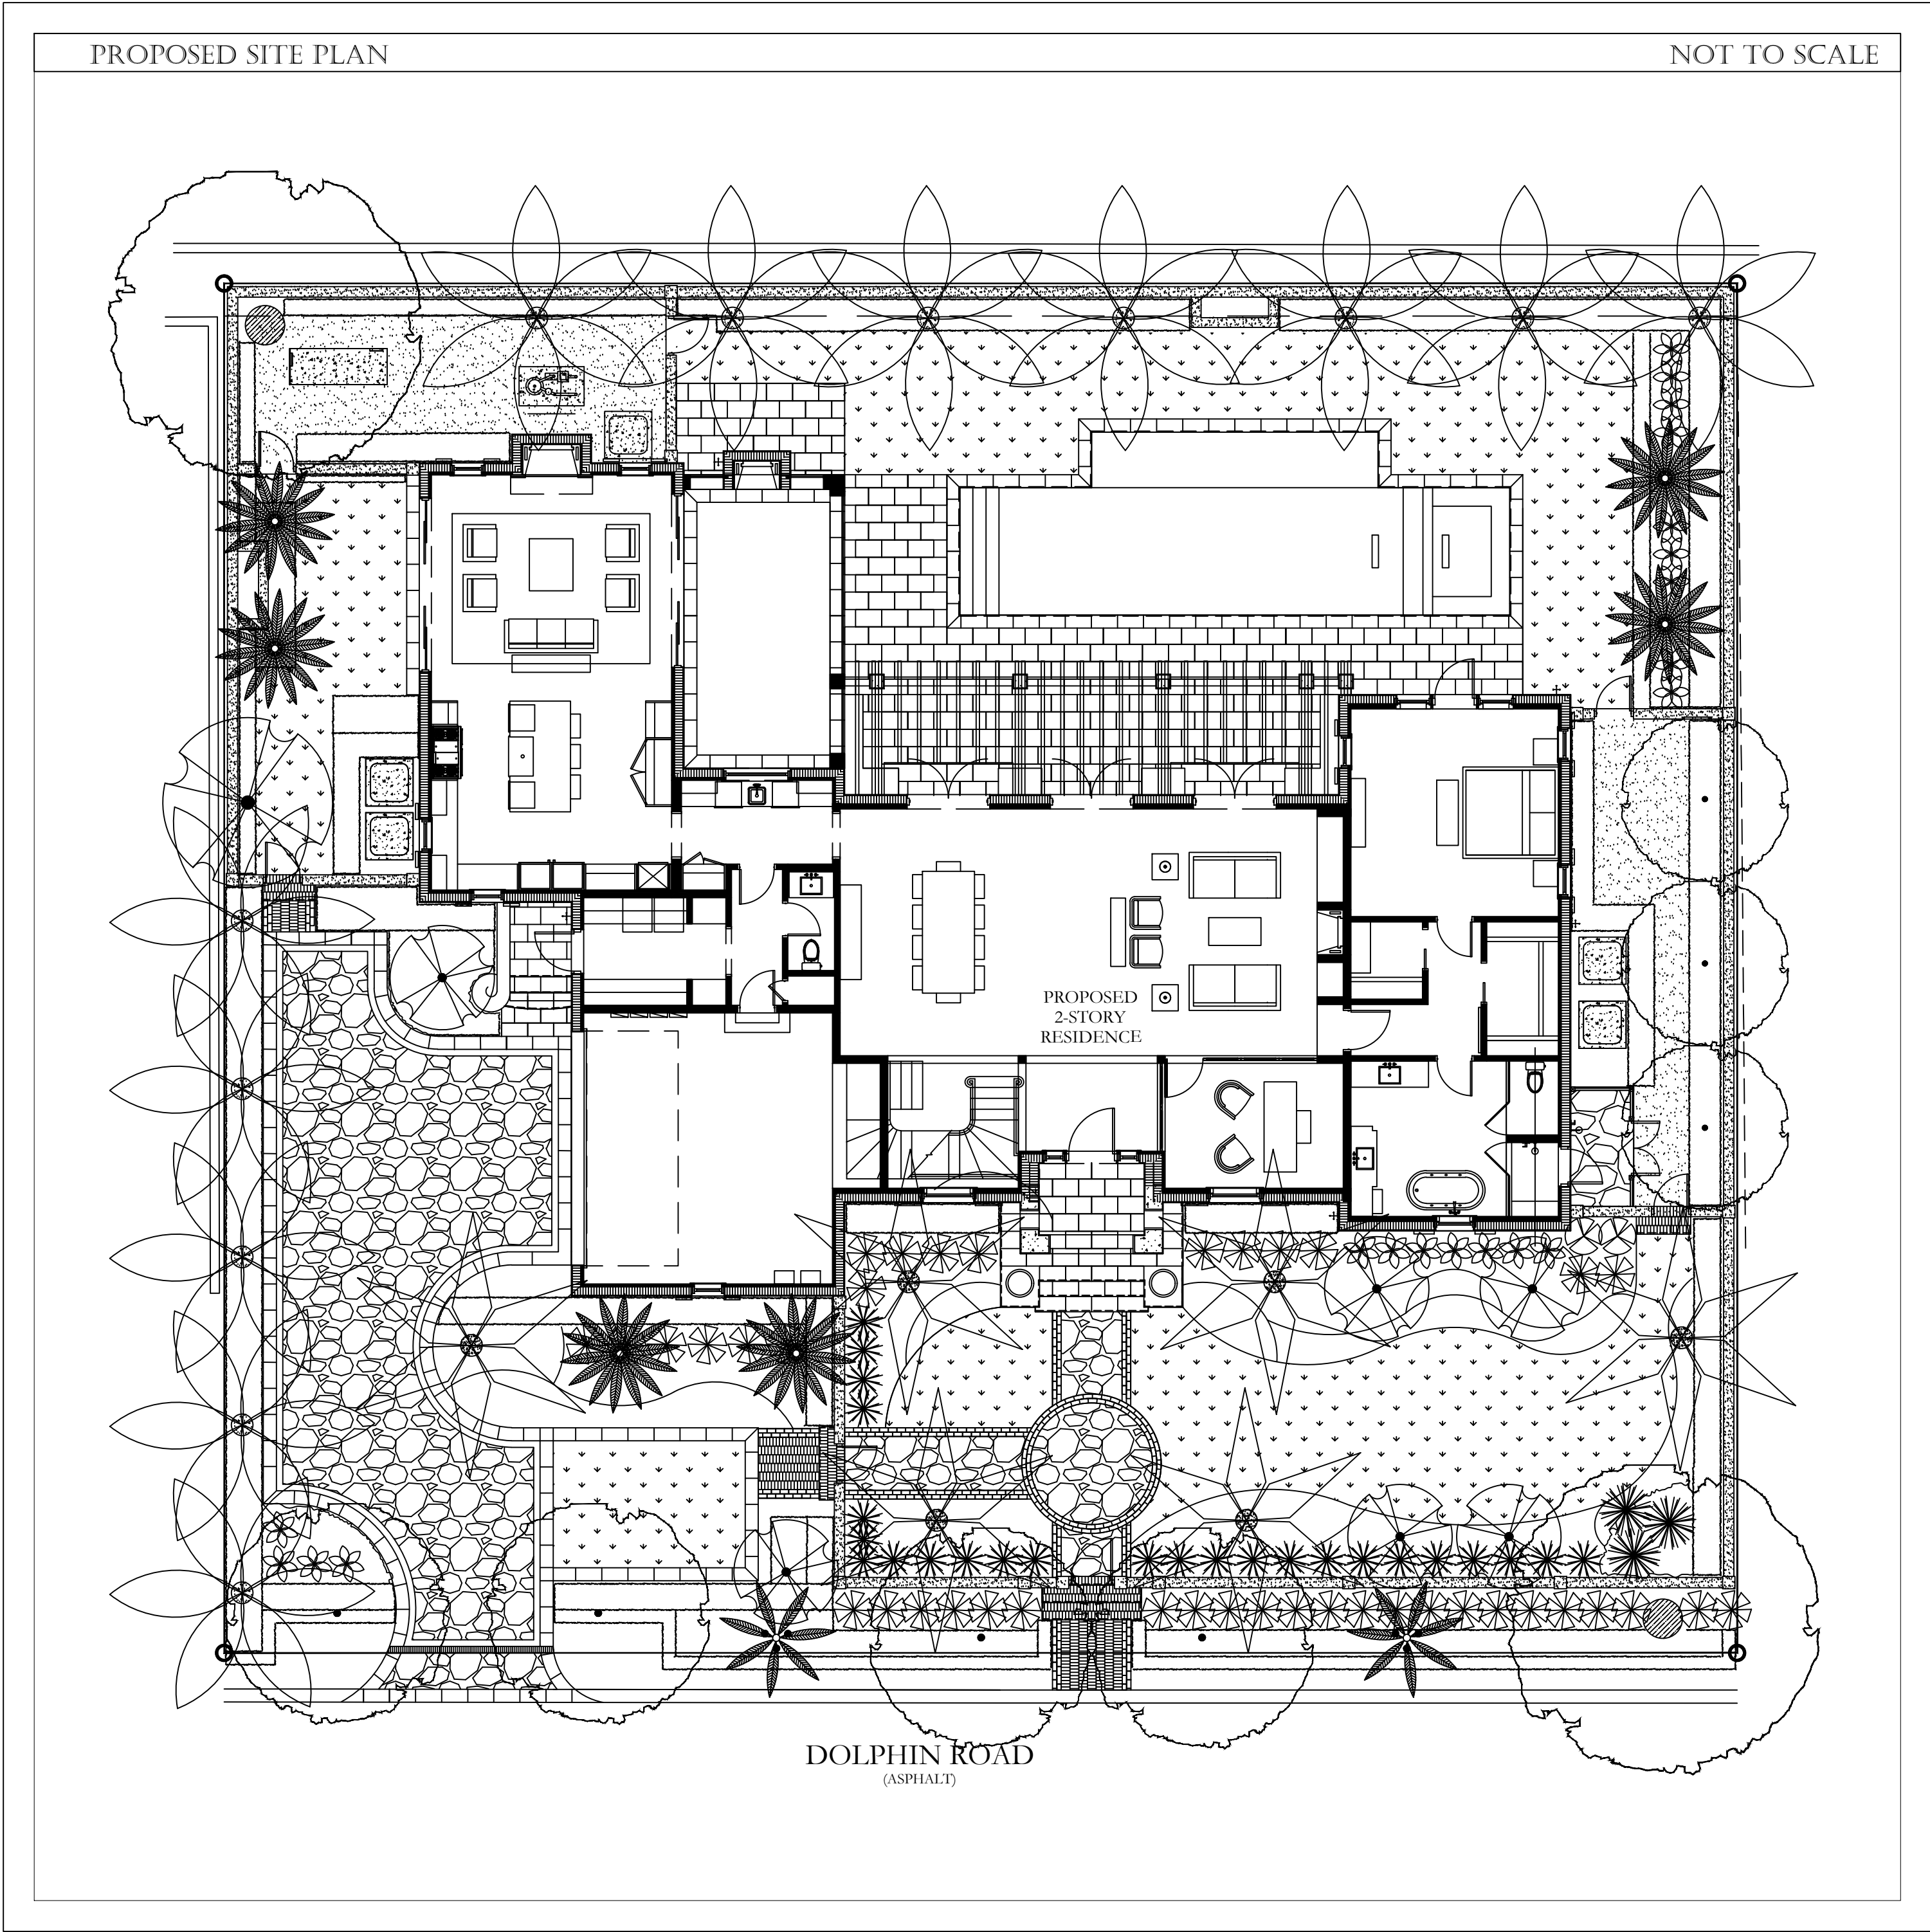 PROPOSED SITE PLAN
NOT TO SCALE
PROPOSED
2-STORY
RESIDENCE
DOLPHIN ROAD
(ASPHALT)